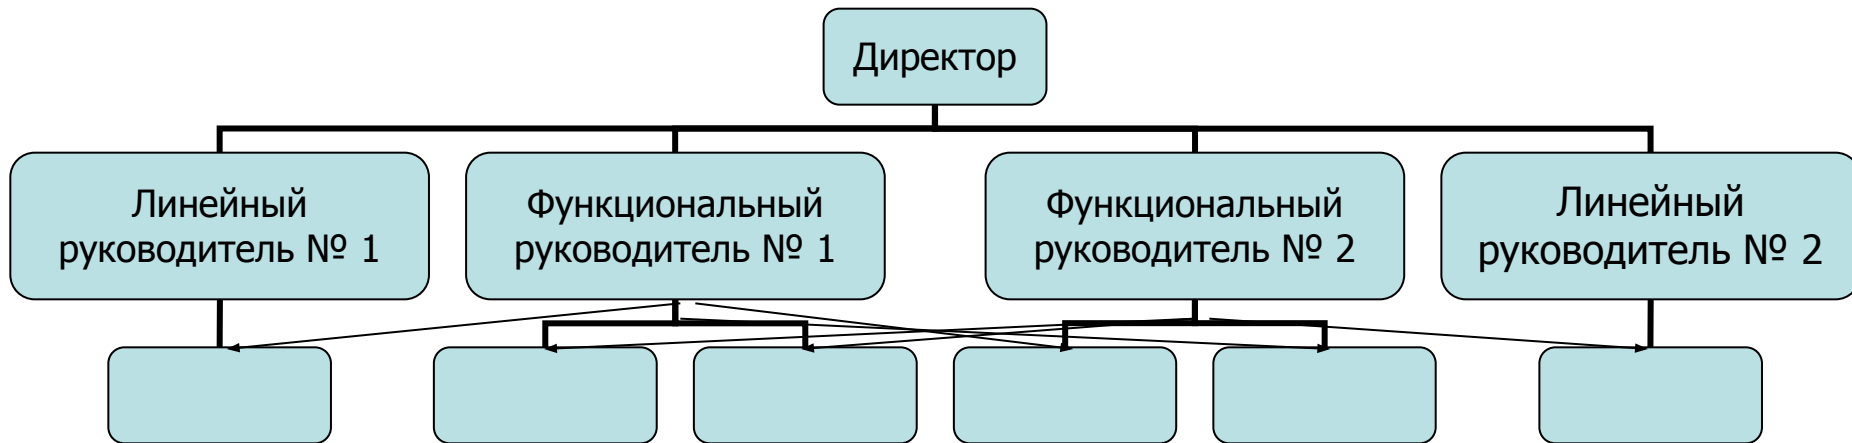 Директор
Линейный
руководитель № 1
Функциональный
руководитель № 1
Функциональный
руководитель № 2
Линейный
руководитель № 2